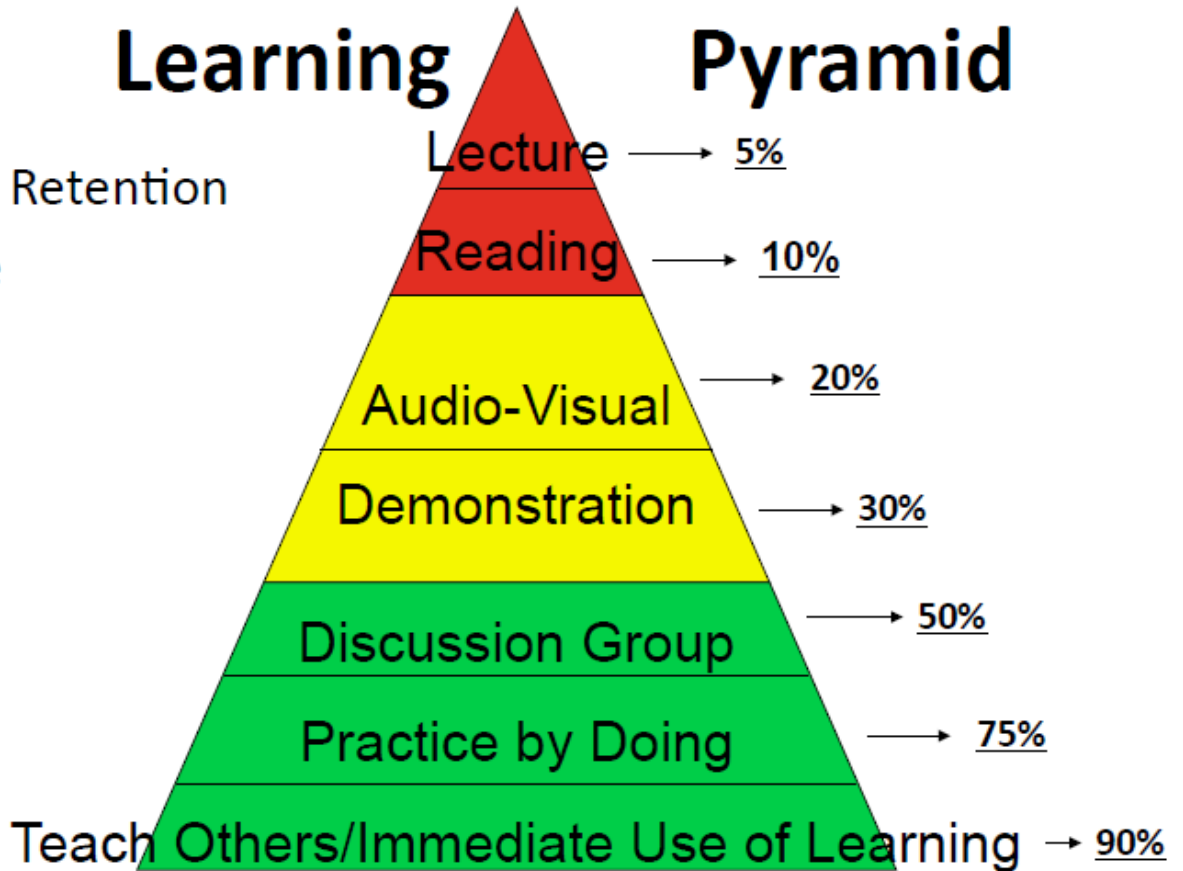 Learning Pyramid
Lecture 5%
Retention
Reading 10%
Audio-Visual 20%
Demonstration 30%
Discussion Group 50%
Practice by Doing 75%
Teach Others/Immediate Use of Learning 90%